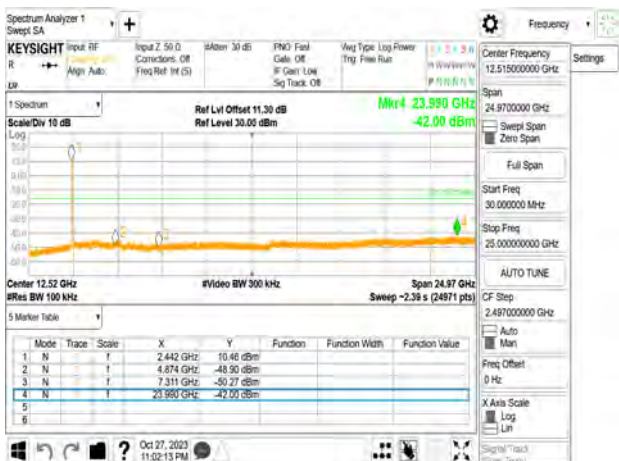 Spectrum Analyzer 1
Swept SA
Frequency
KEYSIGHT
R
Input: RF
Align: Auto
Input Z: 50 Ω
Corrections: Off
Freq Ref: Int (S)
#Atten: 30 dB
PNO: Fast
Gate: Off
IF Gain: Low
Sig Track: Off
Avg Type: Log-Power
Trig: Free Run
1 Spectrum
Scale/Div 10 dB
Log
Ref Lvl Offset 11.30 dB
Ref Level 30.00 dBm
Mkr4 23.990 GHz
-42.00 dBm
Center 12.52 GHz
#Res BW 100 kHz
#Video BW 300 kHz
Span 24.97 GHz
Sweep ~2.39 s (24971 pts)
5 Marker Table
Mode Trace Scale X Y Function Function Width Function Value
1 N f 2.442 GHz 10.46 dBm
2 N f 4.874 GHz -48.90 dBm
3 N f 7.311 GHz -50.27 dBm
4 N f 23.990 GHz -42.00 dBm
5
6
?
Oct 27, 2023
11:02:13 PM
Center Frequency
12.515000000 GHz
Settings
Span
24.9700000 GHz
Swept Span
Zero Span
Full Span
Start Freq
30.000000 MHz
Stop Freq
25.000000000 GHz
AUTO TUNE
CF Step
2.497000000 GHz
Auto
Man
Freq Offset
0 Hz
X Axis Scale
Log
Lin
Signal Track